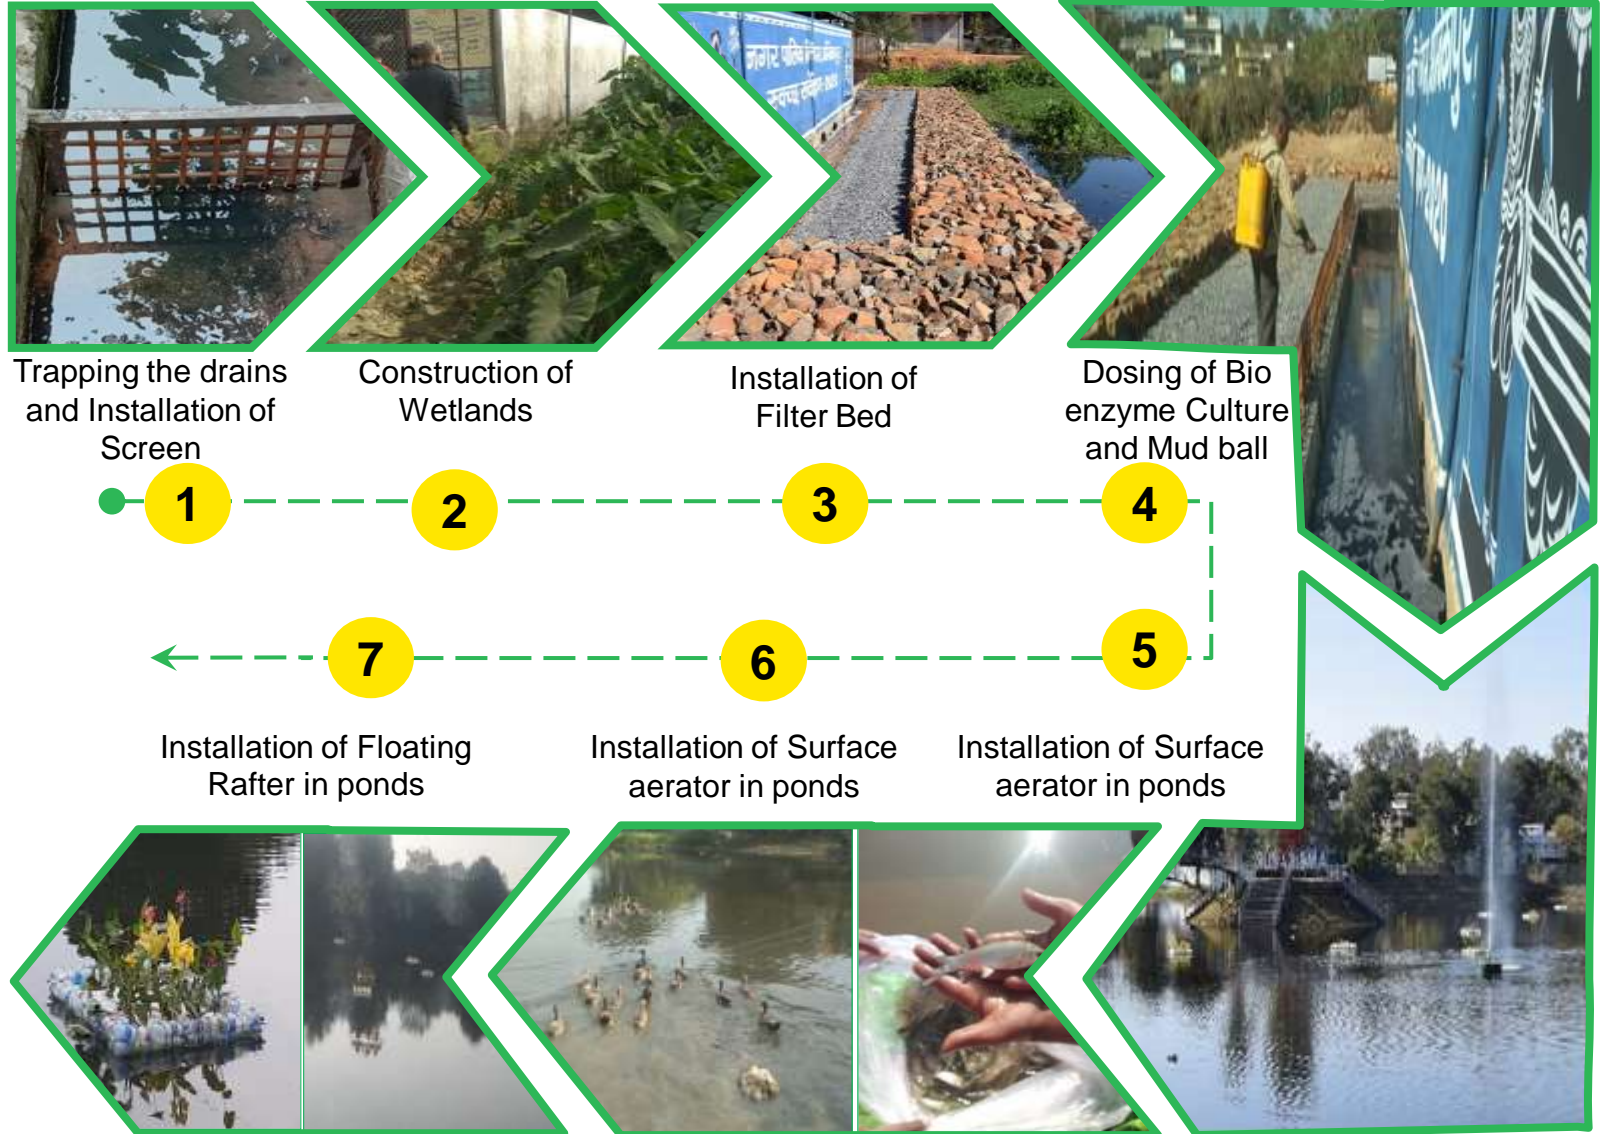 Trapping the drains
and Installation of
Screen
Construction of
Wetlands
Installation of
Filter Bed
Dosing of Bio
enzyme Culture
and Mud ball
1
2
3
4
5
6
7
Installation of Floating
Rafter in ponds
Installation of Surface
aerator in ponds
Installation of Surface
aerator in ponds
नगर पालिक
स्वच्छ